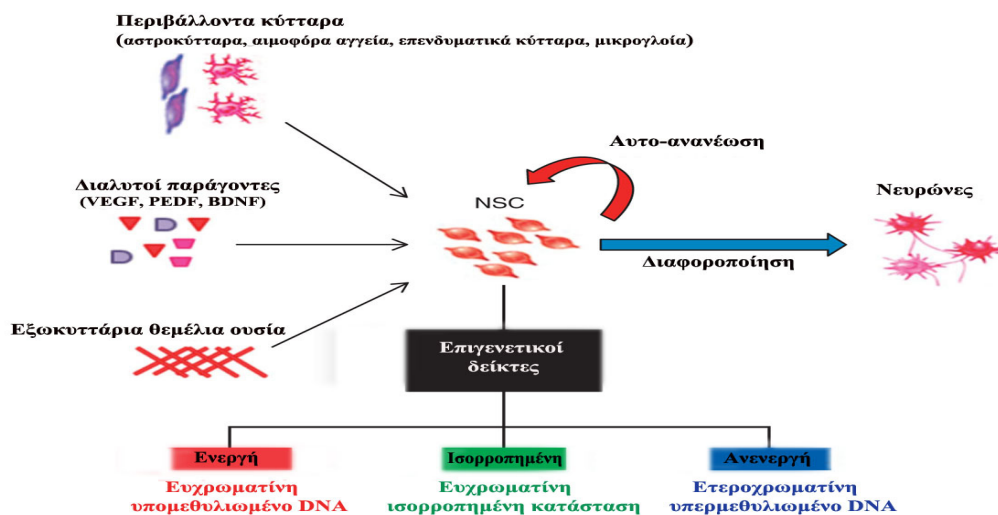 Περιβάλλοντα κύτταρα
(αστροκύτταρα, αιμοφόρα αγγεία, επενδυματικά κύτταρα, μικρογλοία)
Αυτο-ανανέωση
Διαλυτοί παράγοντες
(VEGF, PEDF, BDNF)
NSC
Νευρώνες
Διαφοροποίηση
Εξωκυττάρια θεμέλια ουσία
Επιγενετικοί
δείκτες
Ενεργή
Ευχρωματίνη
υπομεθυλιωμένο DNA
Ισορροπημένη
Ευχρωματίνη
ισορροπημένη κατάσταση
Ανενεργή
Ετεροχρωματίνη
υπερμεθυλιωμένο DNA